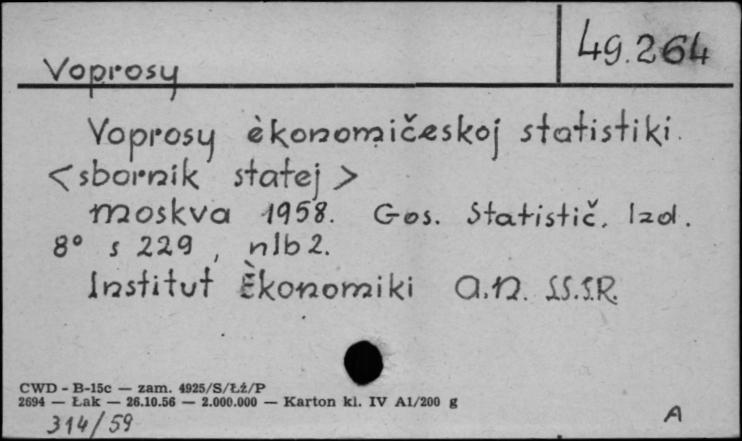 49.264
Voprosy
Voprosy èkonomičeskoj statistiki.
<sbornik statej>
Moskva 1958. Gos. Statistič. Izd.
8° s 229, nlb 2.
Institut Èkonomiki A.N. SS.S.R.
CWD - B-15c — zam. 4925/S/Łź/P
2694 — Łak — 26.10.56 — 2.000.000 — Karton kl. IV A1/200 g
314/59
A